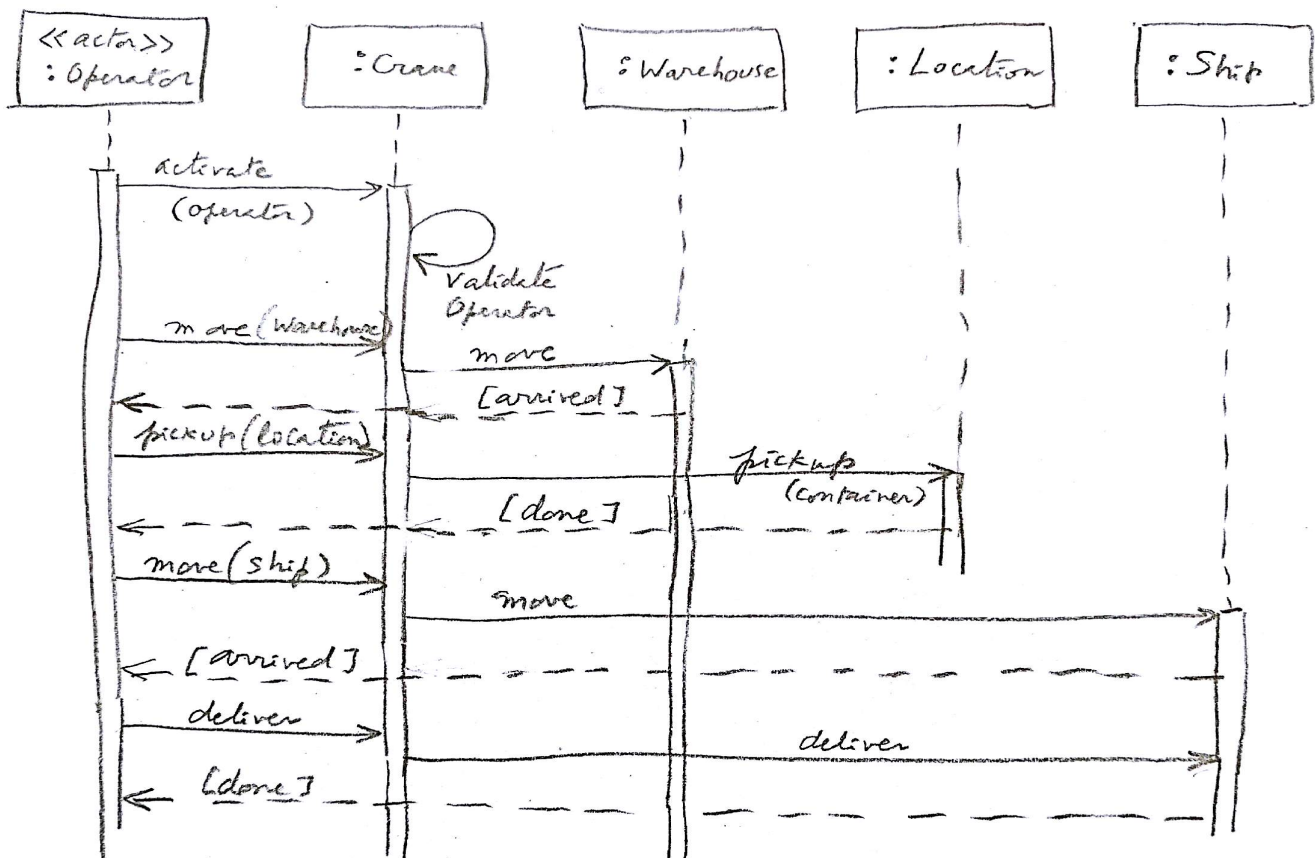 <<actor>>
: Operator
:Crane
: Warehouse
: Location
: Ship
activate
(operator)
validate
Operator
move(warehouse)
move
[arrived]
pickup(location)
pickup
(container)
[done]
move(ship)
move
[arrived]
deliver
deliver
[done]